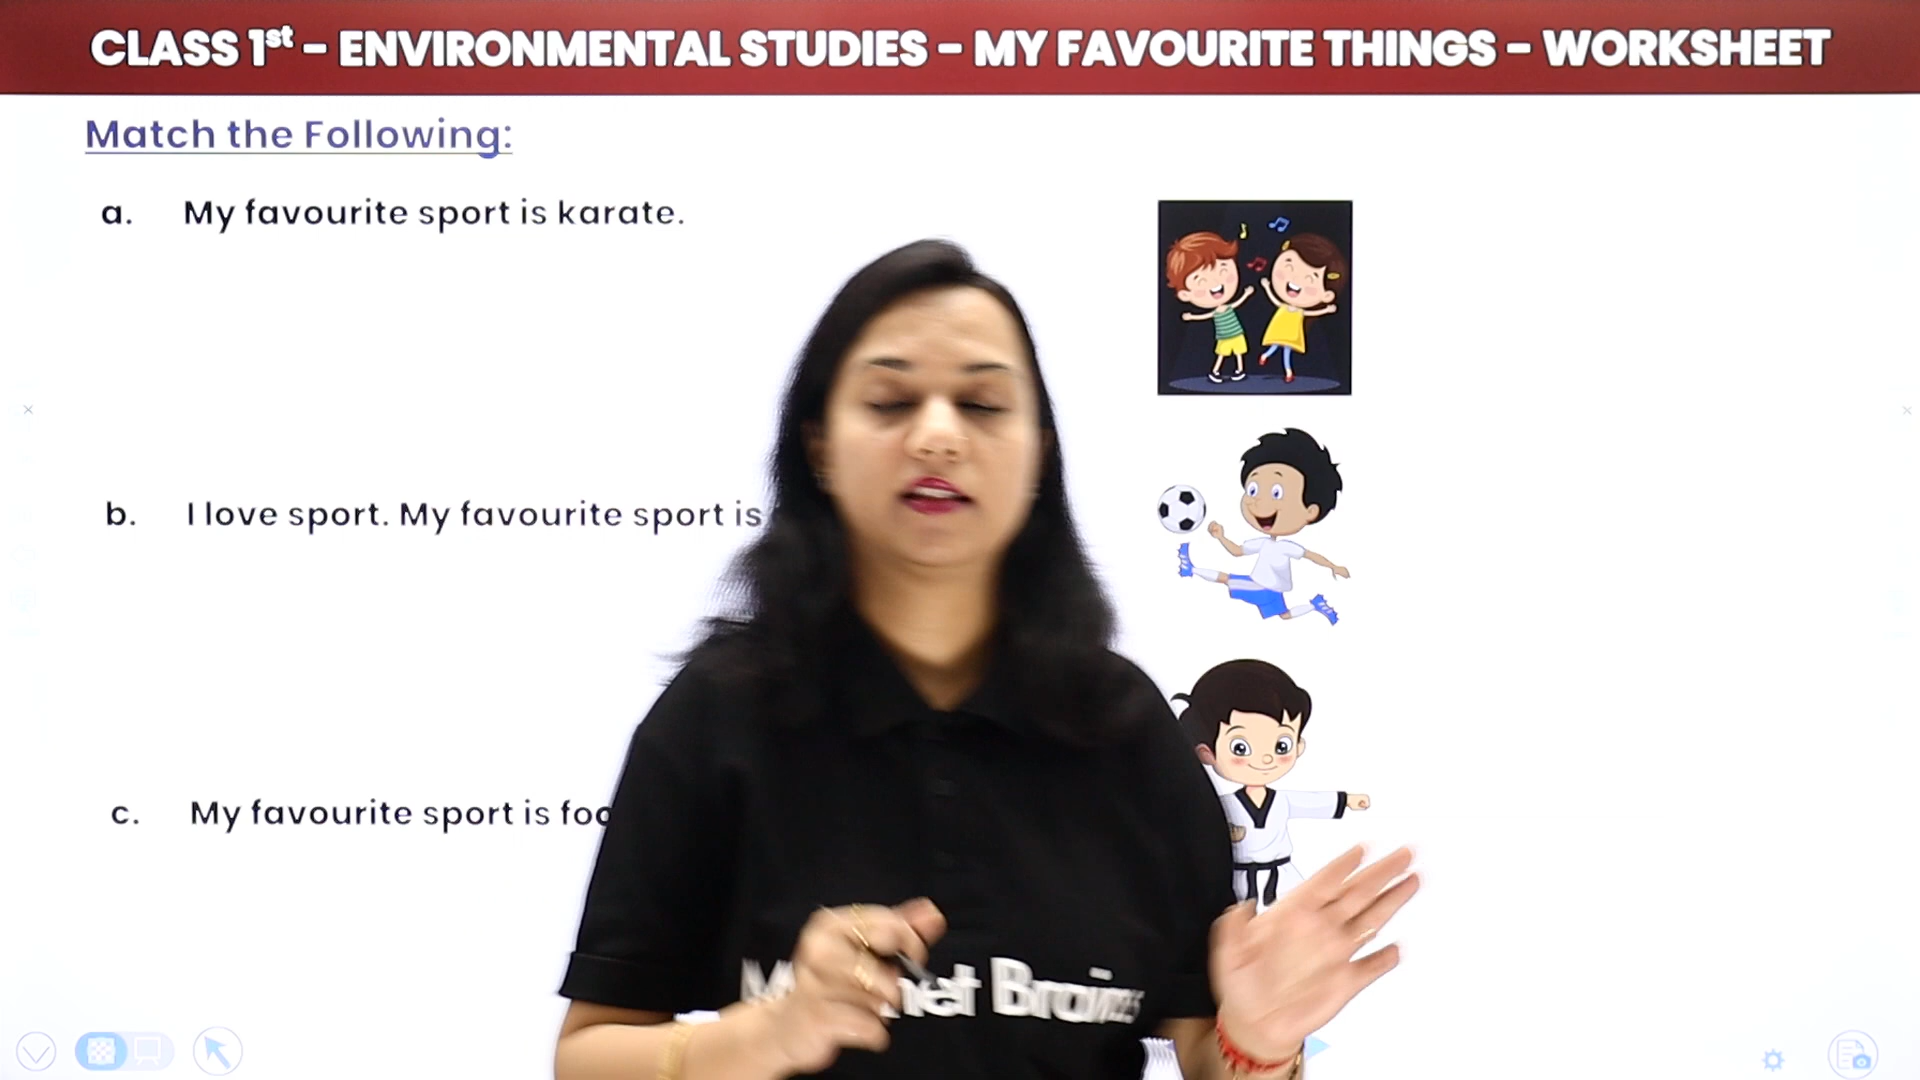 CLASS 1st – ENVIRONMENTAL STUDIES – MY FAVOURITE THINGS – WORKSHEET
Match the Following:
a. My favourite sport is karate.
b. I love sport. My favourite sport is
c. My favourite sport is